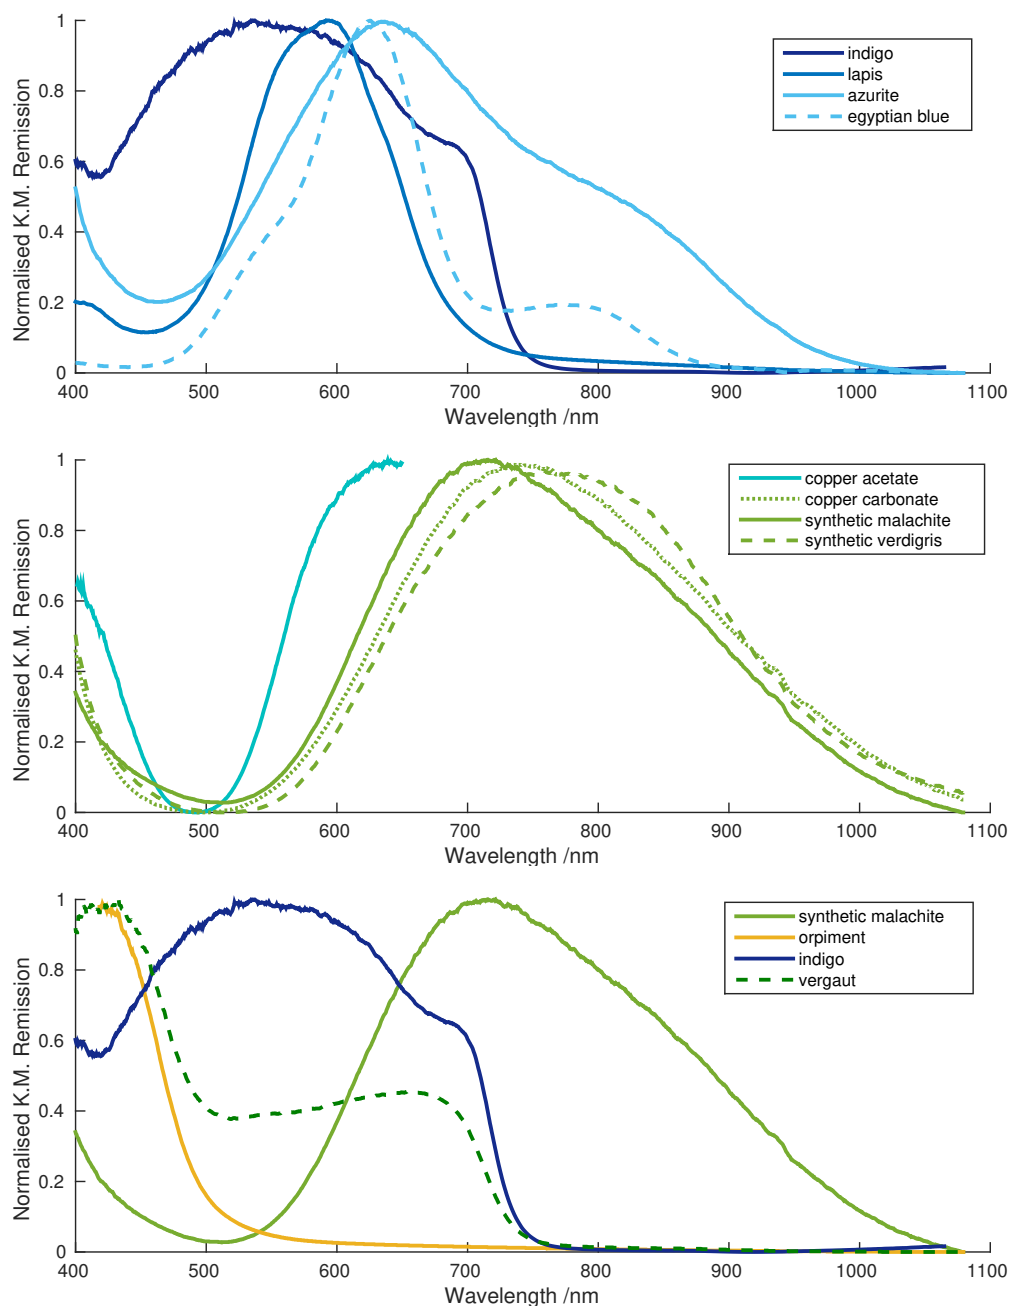 Normalised K.M. Remission
1
0.8
0.6
0.4
0.2
0
400 500 600 700 800 900 1000 1100
Wavelength /nm
indigo
lapis
azurite
egyptian blue
Normalised K.M. Remission
1
0.8
0.6
0.4
0.2
0
400 500 600 700 800 900 1000 1100
Wavelength /nm
copper acetate
copper carbonate
synthetic malachite
synthetic verdigris
Normalised K.M. Remission
1
0.8
0.6
0.4
0.2
0
400 500 600 700 800 900 1000 1100
Wavelength /nm
synthetic malachite
orpiment
indigo
vergaut